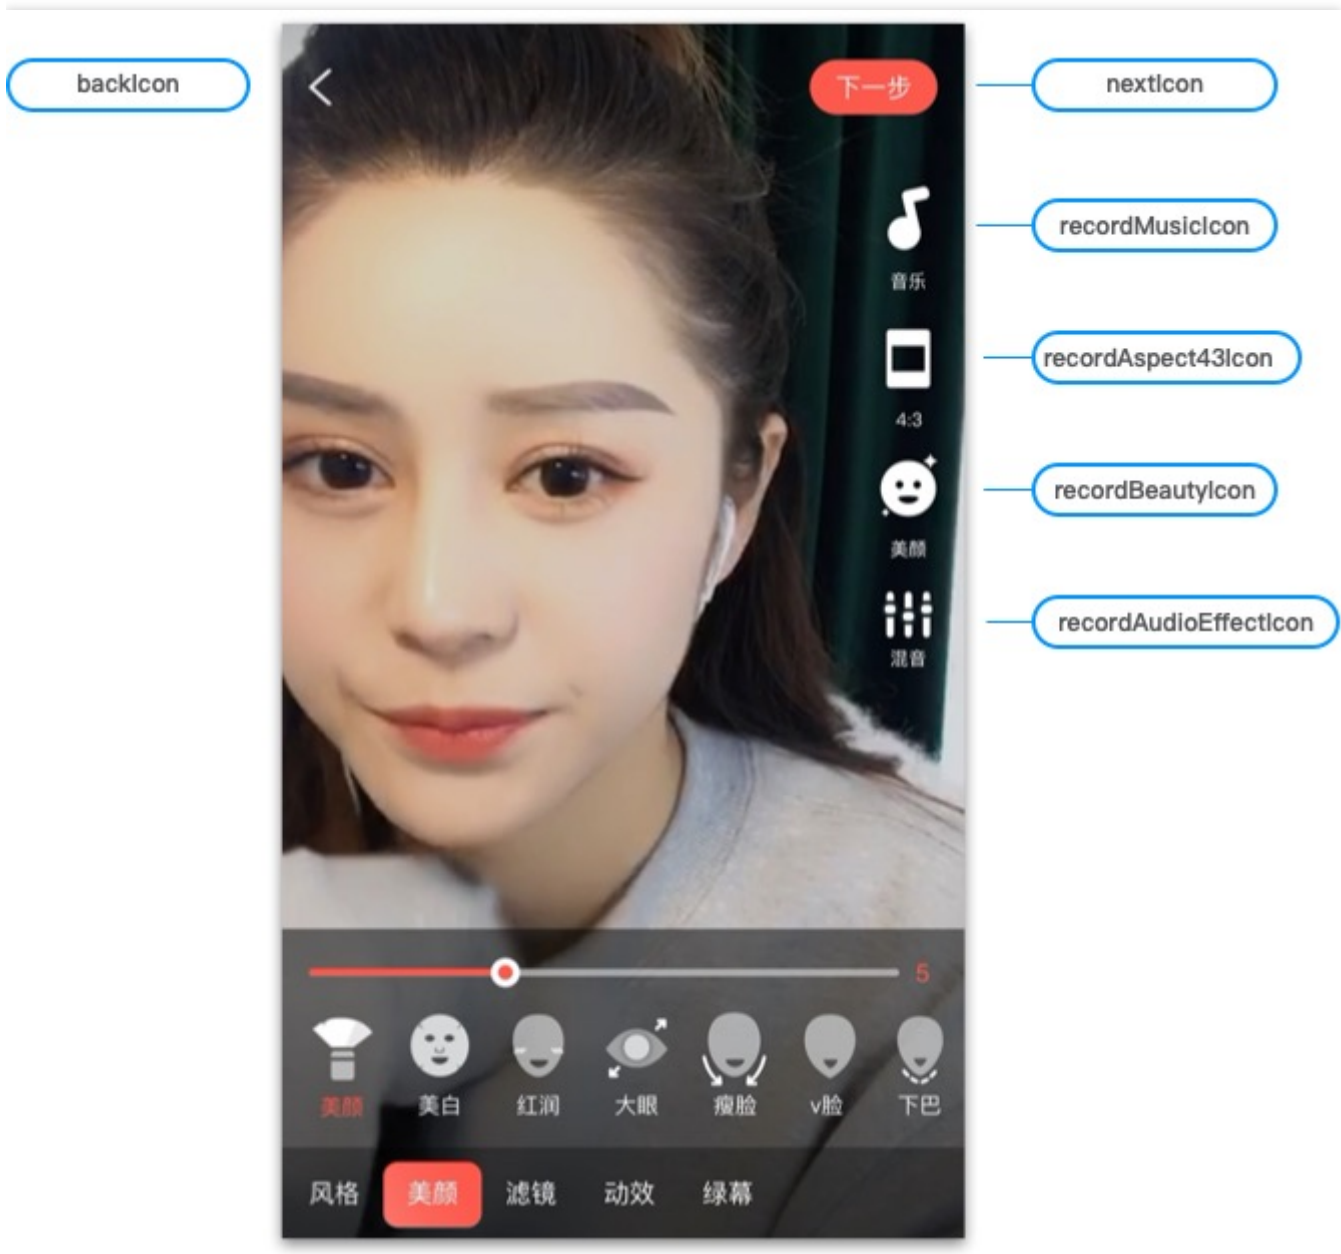 backIcon
下一步
nextIcon
recordMusicIcon
音乐
recordAspect43Icon
4:3
recordBeautyIcon
美颜
recordAudioEffectIcon
混音
5
美颜 美白 红润 大眼 瘦脸 v脸 下巴
风格 美颜 滤镜 动效 绿幕